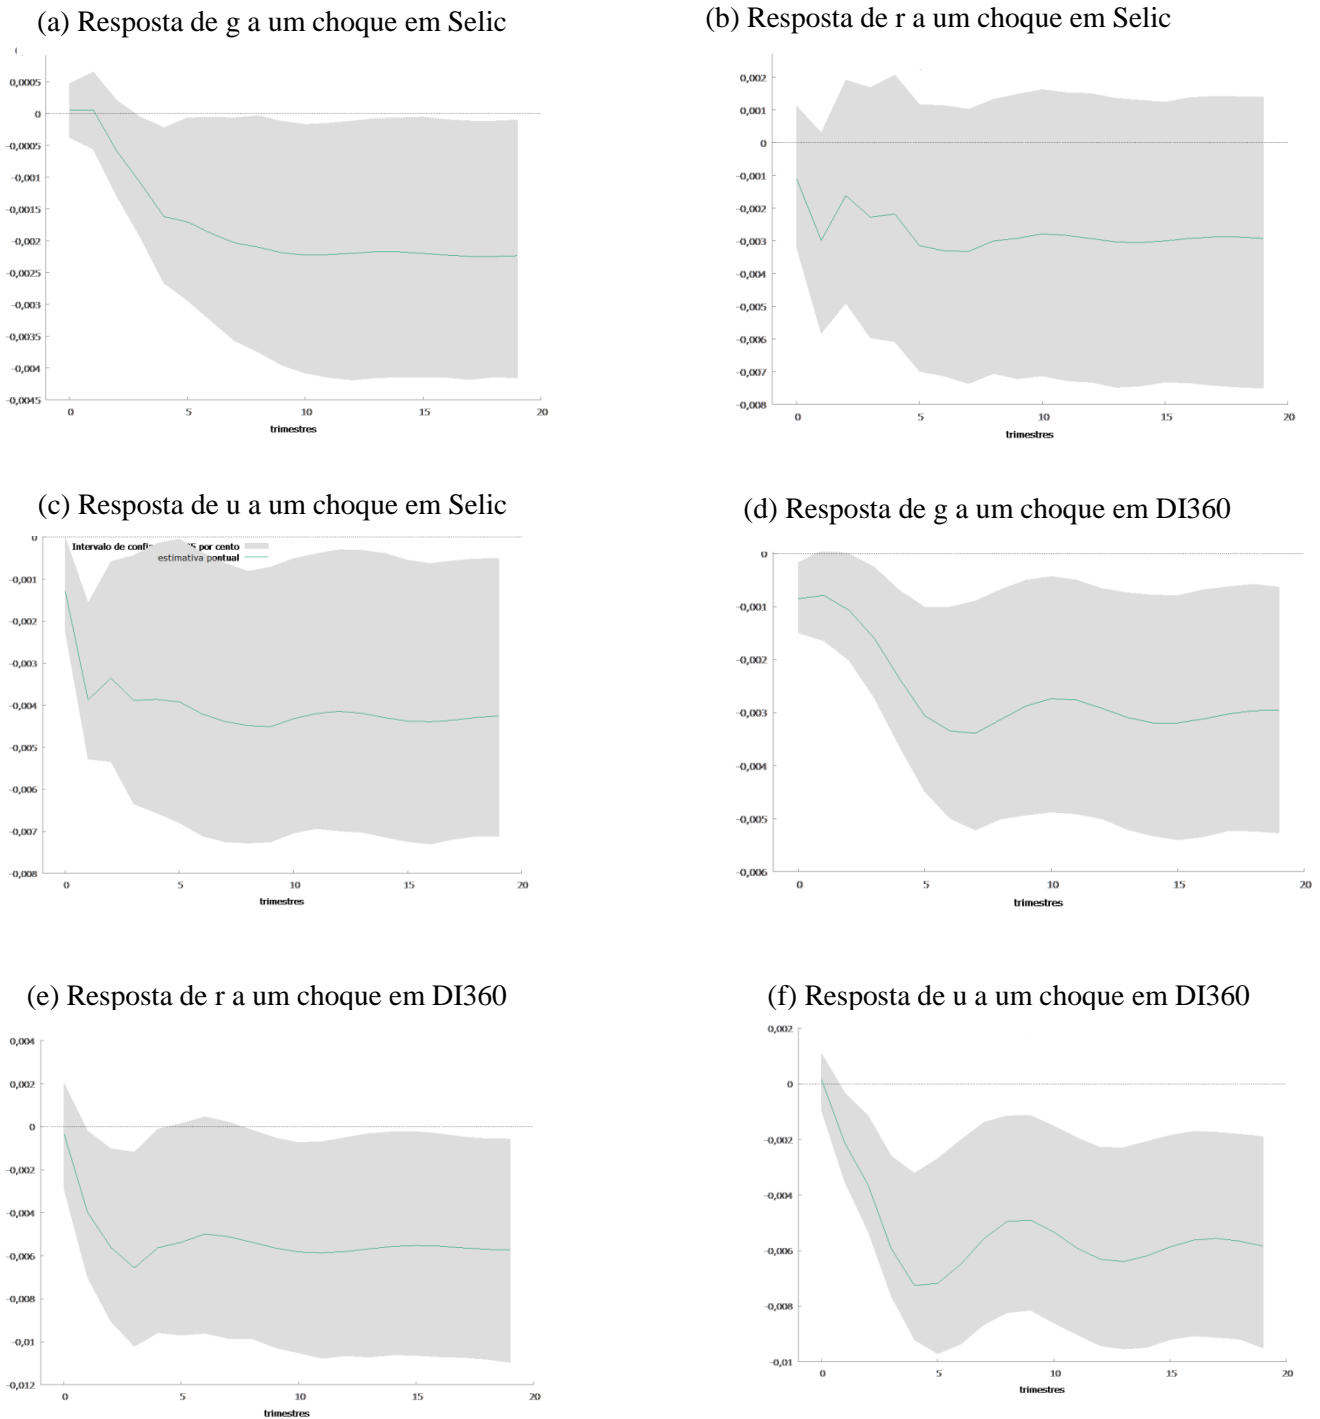 (a) Resposta de g a um choque em Selic
0,0005
0
-0,0005
-0,001
-0,0015
-0,002
-0,0025
-0,003
-0,0035
-0,004
-0,0045
0 5 10 15 20
trimestres
(b) Resposta de r a um choque em Selic
0,002
0,001
0
-0,001
-0,002
-0,003
-0,004
-0,005
-0,006
-0,007
-0,008
0 5 10 15 20
trimestres
(c) Resposta de u a um choque em Selic
0
Intervalo de confi 5 por cento
estimativa pontual
-0,001
-0,002
-0,003
-0,004
-0,005
-0,006
-0,007
-0,008
0 5 10 15 20
trimestres
(d) Resposta de g a um choque em DI360
0
-0,001
-0,002
-0,003
-0,004
-0,005
-0,006
0 5 10 15 20
trimestres
(e) Resposta de r a um choque em DI360
0,004
0,002
0
-0,002
-0,004
-0,006
-0,008
-0,01
-0,012
0 5 10 15 20
trimestres
(f) Resposta de u a um choque em DI360
0,002
0
-0,002
-0,004
-0,006
-0,008
-0,01
0 5 10 15 20
trimestres